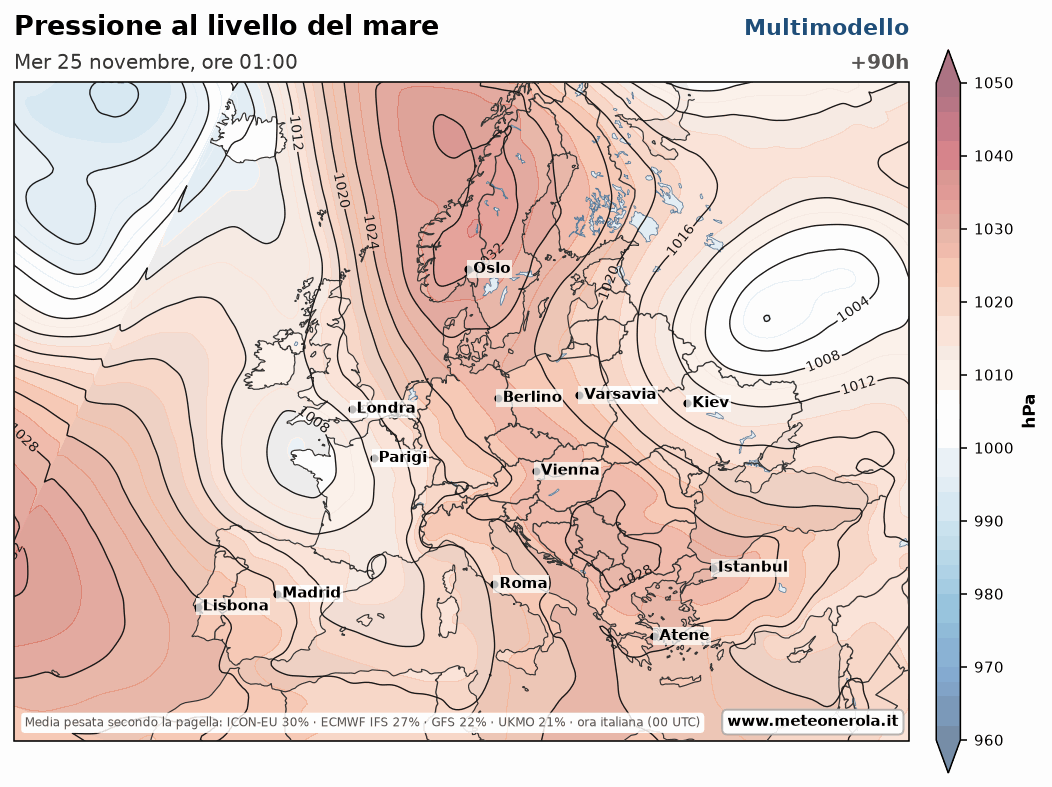 Pressione al livello del mare
Multimodello
Mer 25 novembre, ore 01:00
+90h
1012
1020
1024
1016
1032
Oslo
1020
1004
1008
1012
Londra
Berlino
Varsavia
Kiev
1008
1028
Parigi
Vienna
1028
Istanbul
Madrid
Roma
Lisbona
Atene
Media pesata secondo la pagella: ICON-EU 30% · ECMWF IFS 27% · GFS 22% · UKMO 21% · ora italiana (00 UTC)
www.meteonerola.it
1050
1040
1030
1020
1010
1000
990
980
970
960
hPa